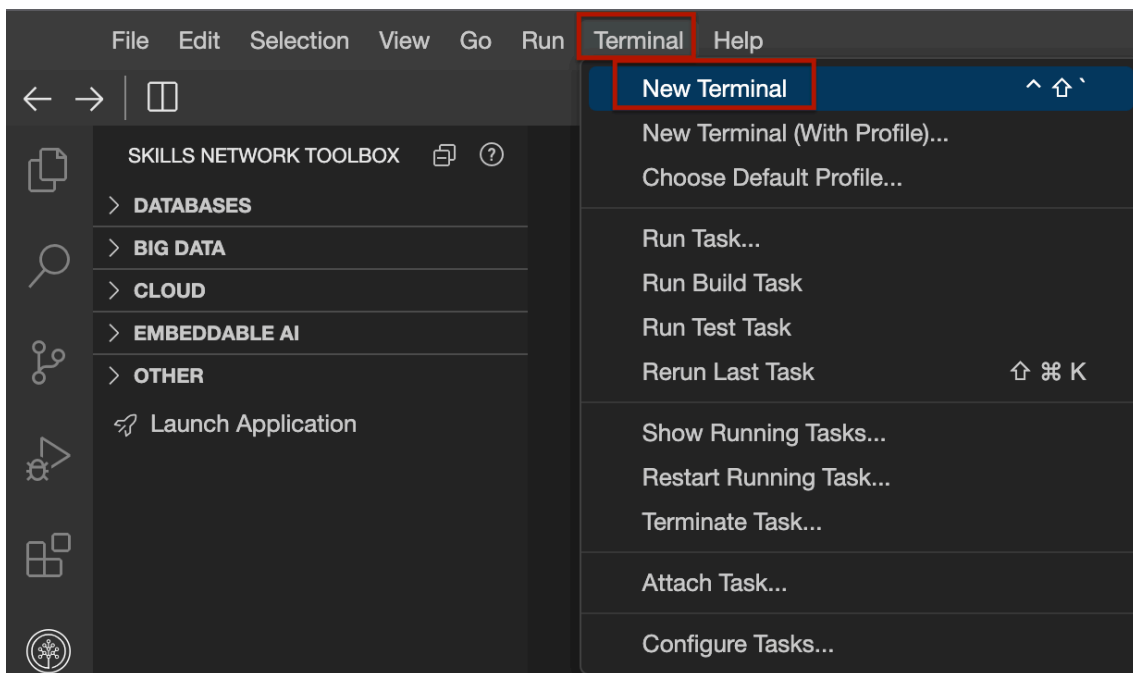 File Edit Selection View Go Run Terminal Help
SKILLS NETWORK TOOLBOX
DATABASES
BIG DATA
CLOUD
EMBEDDABLE AI
OTHER
Launch Application
New Terminal ^ ⇧ `
New Terminal (With Profile)...
Choose Default Profile...
Run Task...
Run Build Task
Run Test Task
Rerun Last Task ⇧ ⌘ K
Show Running Tasks...
Restart Running Task...
Terminate Task...
Attach Task...
Configure Tasks...